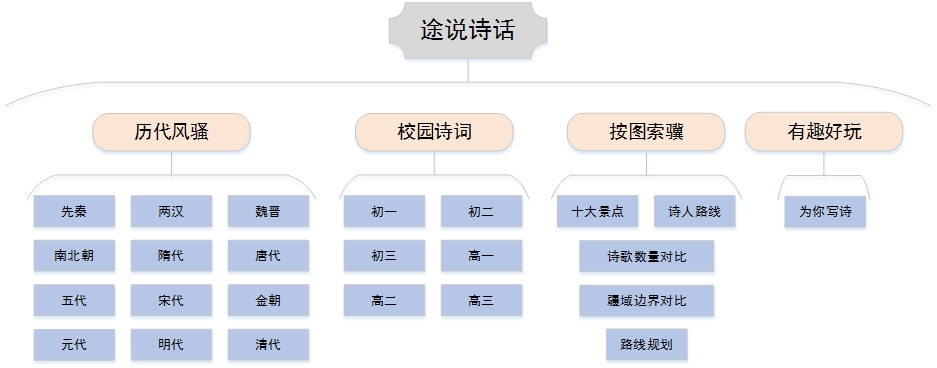 途说诗话
历代风骚
校园诗词
按图索骥
有趣好玩
先秦
两汉
魏晋
初一
初二
十大景点
诗人路线
为你写诗
南北朝
隋代
唐代
初三
高一
诗歌数量对比
五代
宋代
金朝
高二
高三
疆域边界对比
元代
明代
清代
路线规划